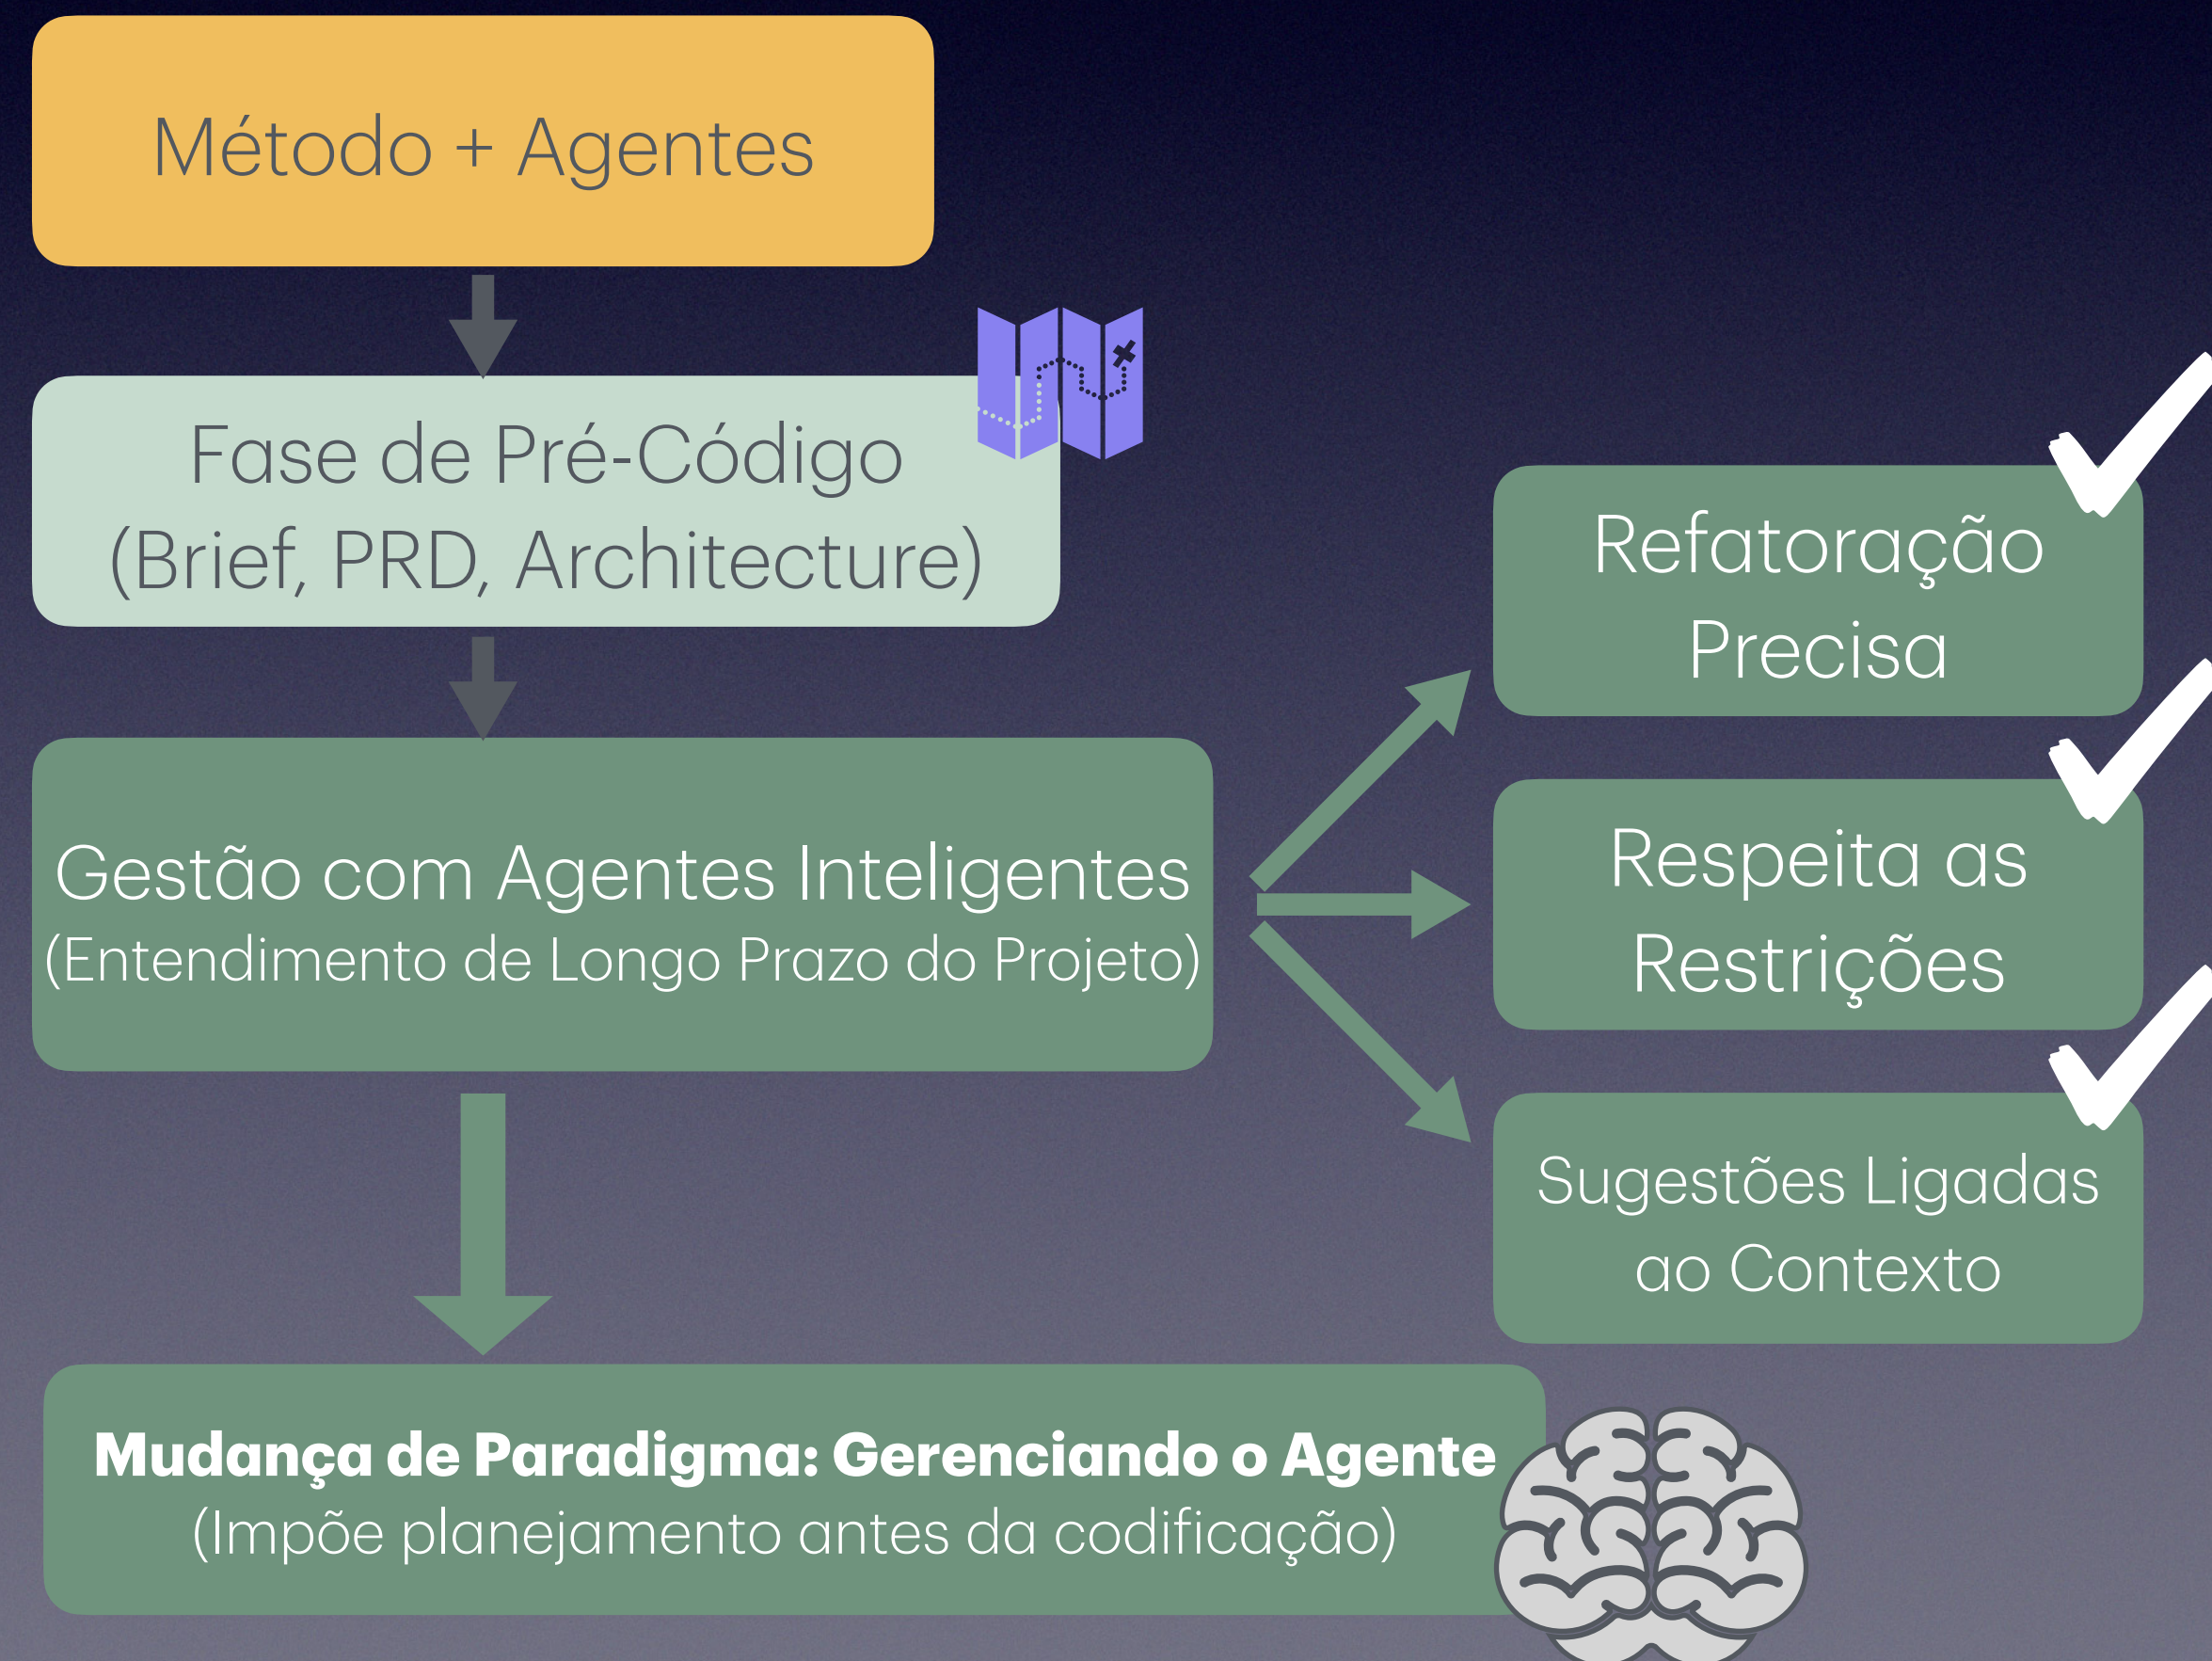 Método + Agentes
Fase de Pré-Código
(Brief, PRD, Architecture)
Gestão com Agentes Inteligentes
(Entendimento de Longo Prazo do Projeto)
Refatoração
Precisa
Respeita as
Restrições
Sugestões Ligadas
ao Contexto
Mudança de Paradigma: Gerenciando o Agente
(Impõe planejamento antes da codificação)